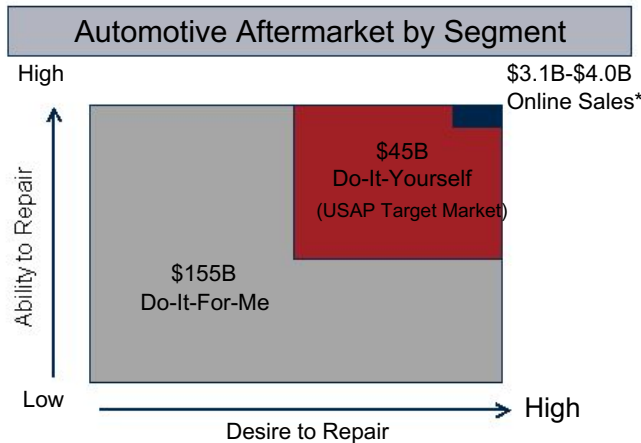 Automotive Aftermarket by Segment
High
$3.1B-$4.0B
Online Sales*
$45B
Do-It-Yourself
(USAP Target Market)
Ability to Repair
$155B
Do-It-For-Me
Low
High
Desire to Repair